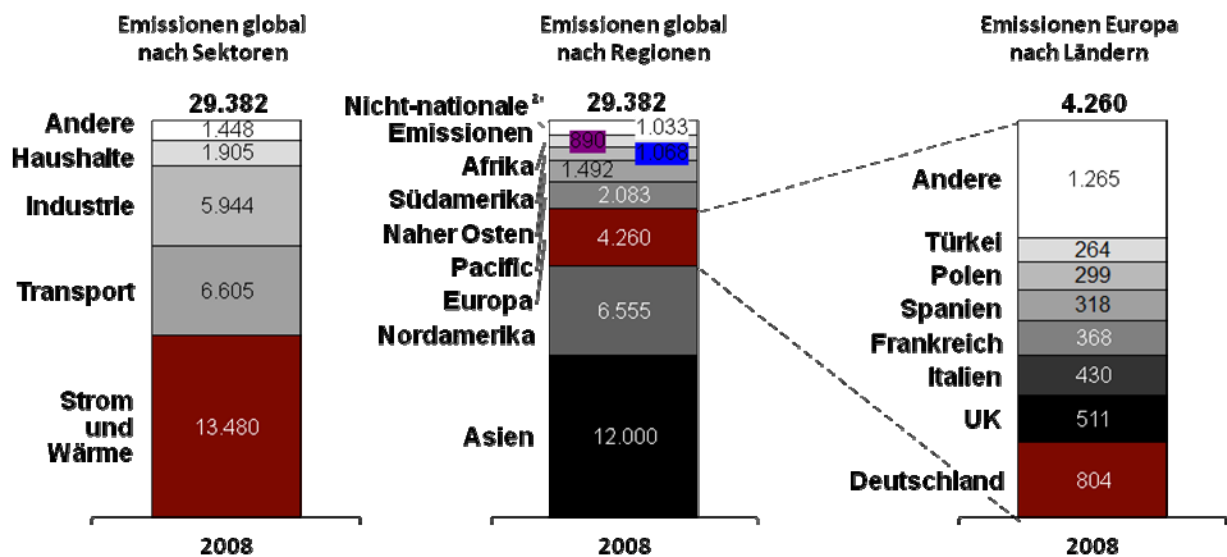 Emissionen global
nach Sektoren
29.382
Andere
1.448
Haushalte
1.905
Industrie
5.944
Transport
6.605
Strom
und
Wärme
13.480
2008
Emissionen global
nach Regionen
Nicht-nationale
29.382
Emissionen
1.033
890
Afrika
1.068
1.492
Südamerika
2.083
Naher Osten
4.260
Pacific
Europa
6.555
Nordamerika
Asien
12.000
2008
Emissionen Europa
nach Ländern
4.260
Andere
1.265
Türkei
264
Polen
299
Spanien
318
Frankreich
368
Italien
430
UK
511
Deutschland
804
2008